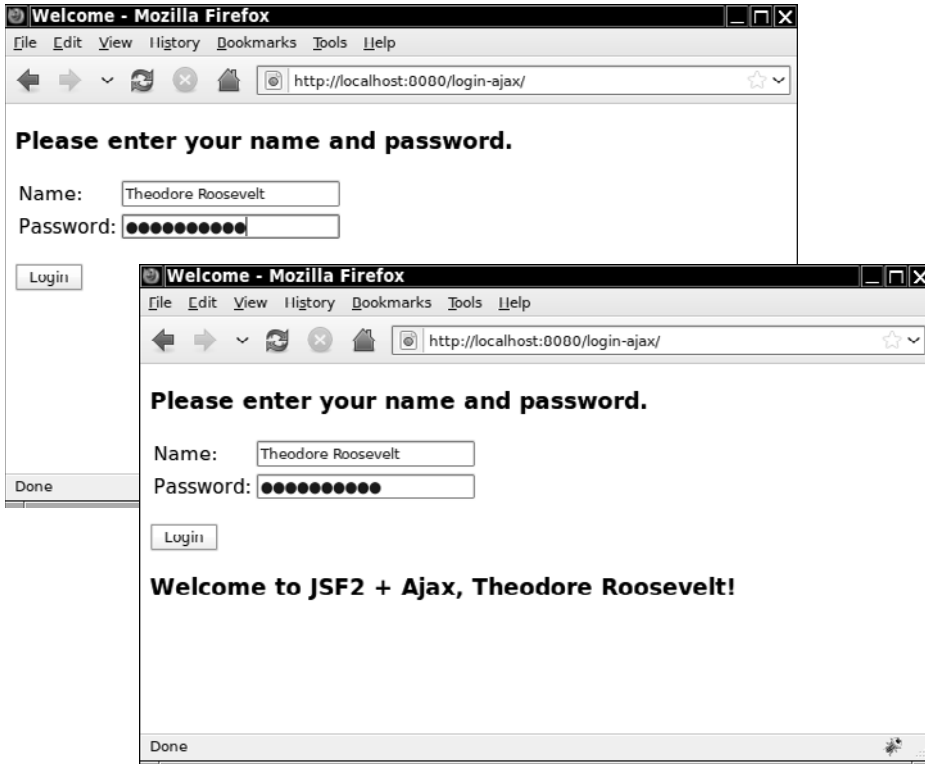 Welcome - Mozilla Firefox
File Edit View History Bookmarks Tools Help
http://localhost:8080/login-ajax/
Please enter your name and password.
Name: Theodore Roosevelt
Password: ●●●●●●●●●●
Login
Done
Welcome - Mozilla Firefox
File Edit View History Bookmarks Tools Help
http://localhost:8080/login-ajax/
Please enter your name and password.
Name: Theodore Roosevelt
Password: ●●●●●●●●●●
Login
Welcome to JSF2 + Ajax, Theodore Roosevelt!
Done